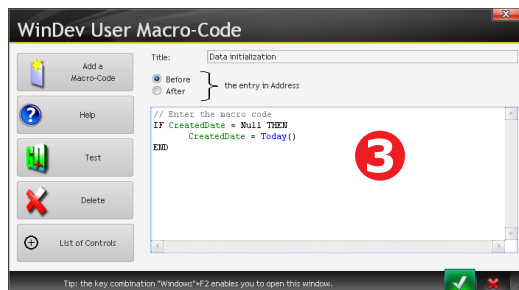 WinDev User Macro-Code
Add a
Macro-Code
Help
Test
Delete
List of Controls
Title:
Data initialization
Before
After
the entry in Address
// Enter the macro code
IF CreatedDate = Null THEN
CreatedDate = Today()
END
3
Tip: the key combination "Windows"+F2 enables you to open this window.